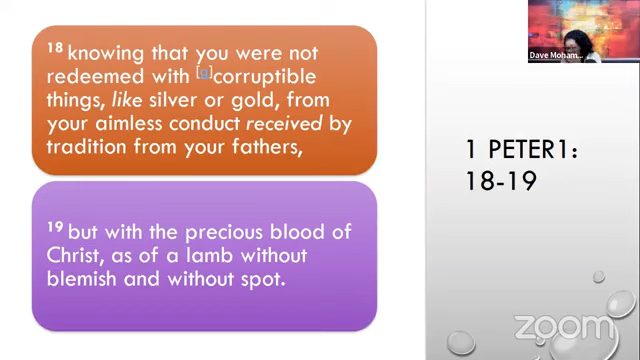 18 knowing that you were not
redeemed with [a]corruptible
things, like silver or gold, from
your aimless conduct received by
tradition from your fathers,
19 but with the precious blood of
Christ, as of a lamb without
blemish and without spot.
1 PETER1:
18-19
Dave Moham...
zoom